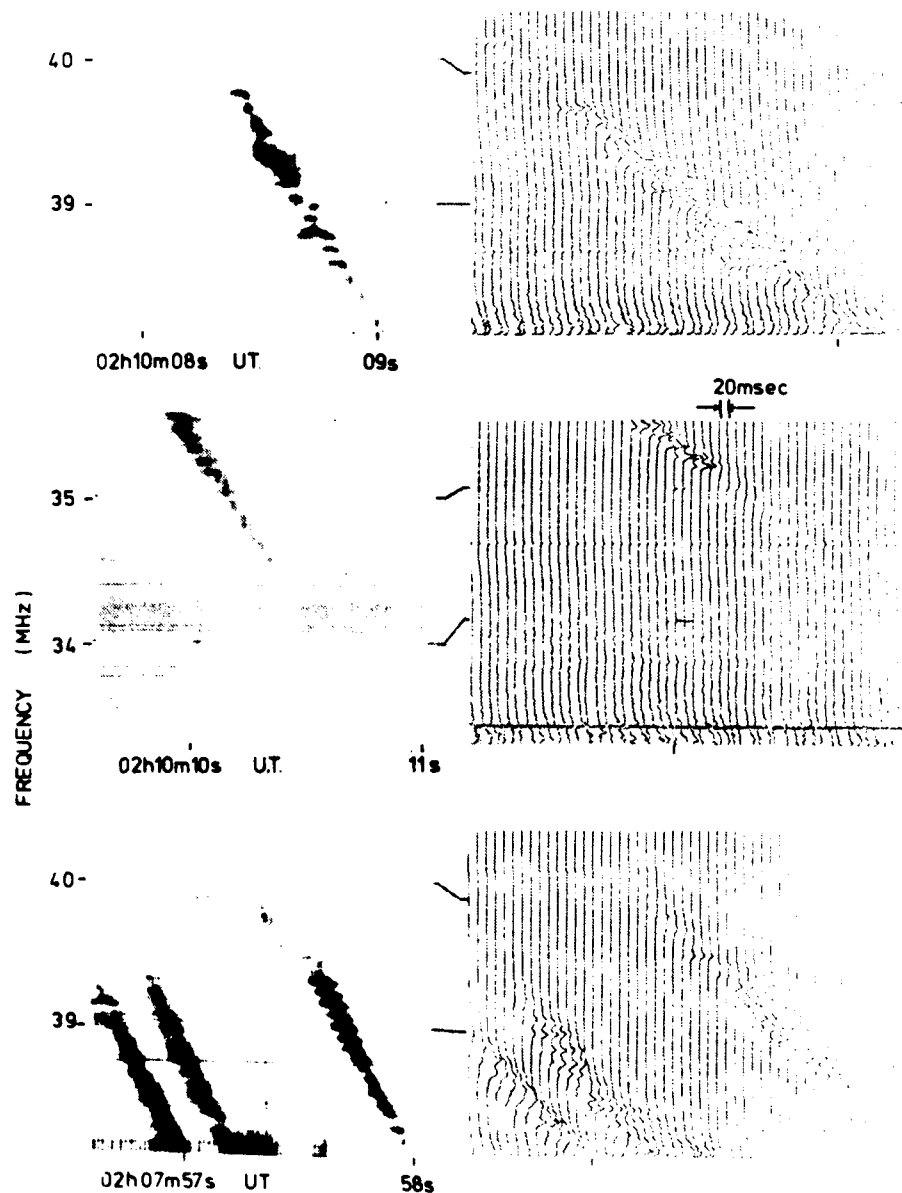 40
39
02h10m08s UT. 09s
20msec
35
34
02h10m10s U.T. 11s
FREQUENCY (MHz)
40
39
02h07m57s UT 58s